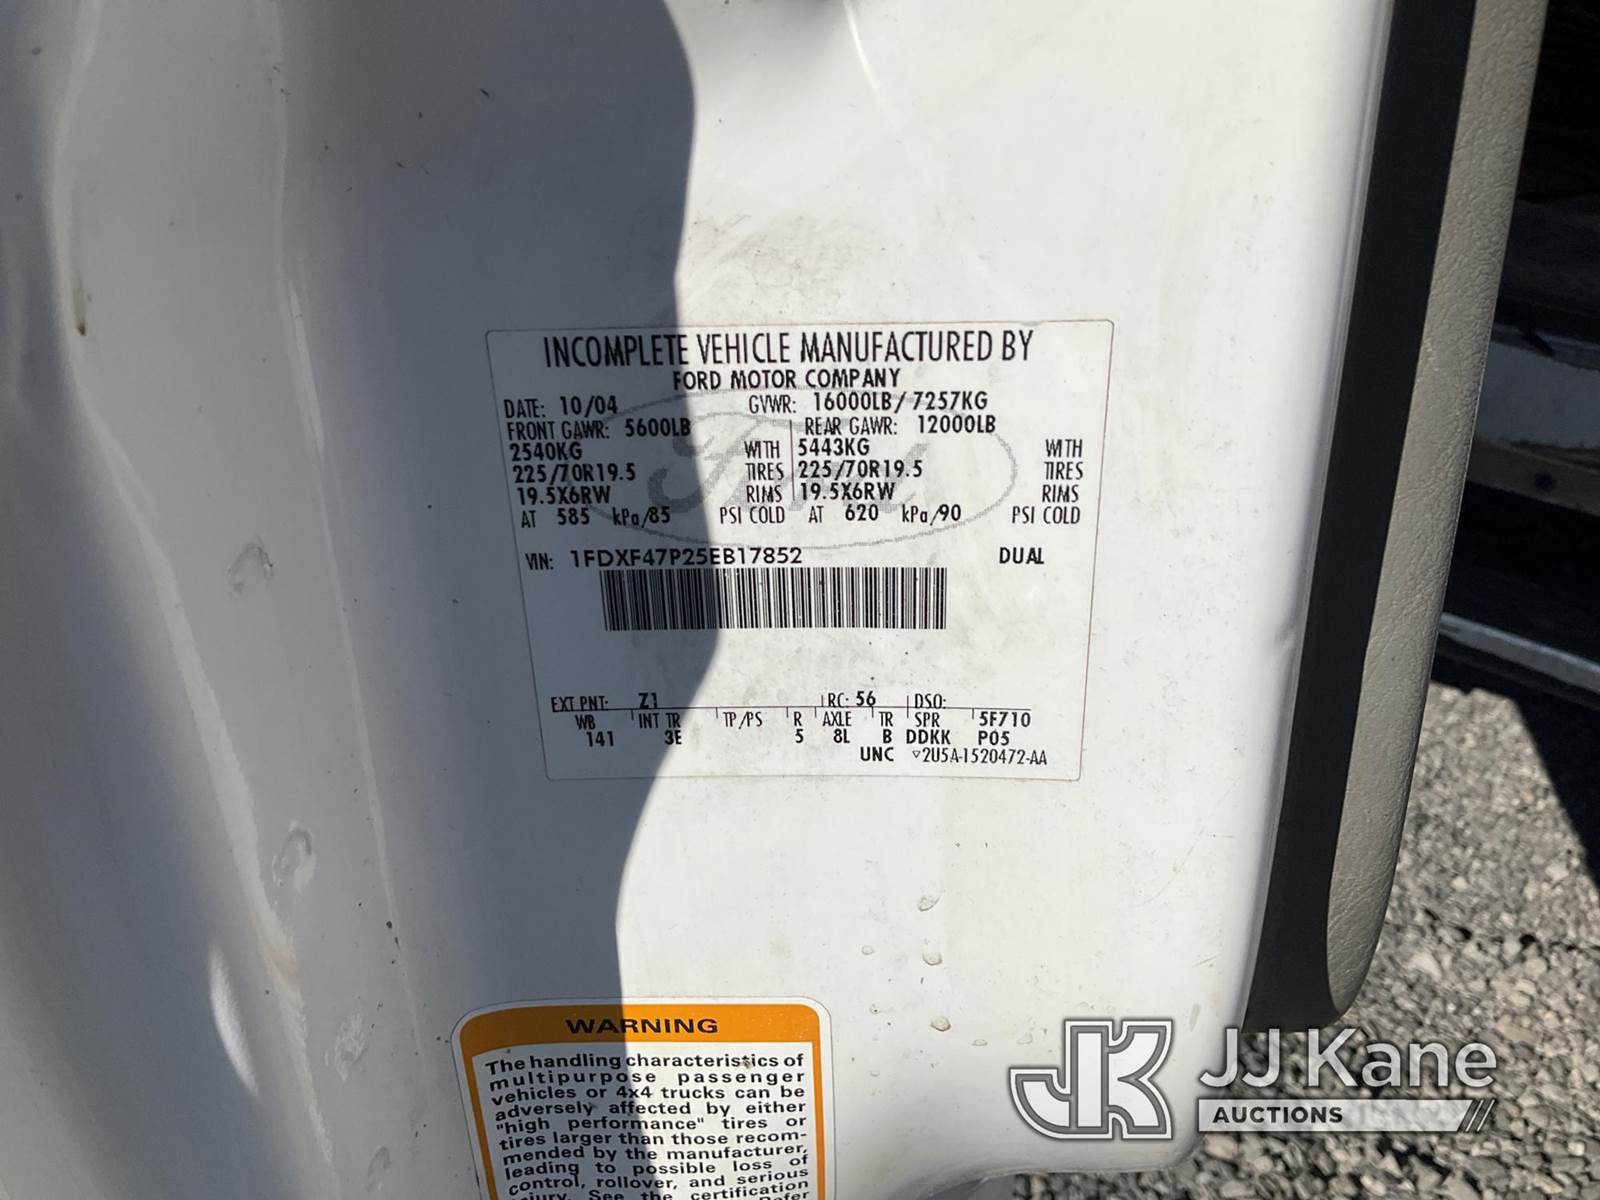 INCOMPLETE VEHICLE MANUFACTURED BY
FORD MOTOR COMPANY
DATE: 10/04 GVWR: 16000LB/7257KG
FRONT GAWR: 5600LB REAR GAWR: 12000LB
2540KG WITH 5443KG WITH
225/70R19.5 TIRES 225/70R19.5 TIRES
19.5X6RW RIMS 19.5X6RW RIMS
AT 585 kPa/85 PSI COLD AT 620 kPa/90 PSI COLD
VIN: 1FDXF47P25EB17852 DUAL
EXT PNT: Z1 RC: 56 DSO:
WB INT TR TP/PS R AXLE TR SPR 5F710
141 3E 5 8L B DDKK P05
UNC ▽2U5A-1520472-AA
Ford
WARNING
The handling characteristics of
multipurpose passenger
vehicles or 4x4 trucks can be
adversely affected by either
"high performance" tires or
tires larger than those recom-
mended by the manufacturer,
leading to possible loss of
control, rollover, and serious
injury. See the certification
Refer
JK JJ Kane
AUCTIONS